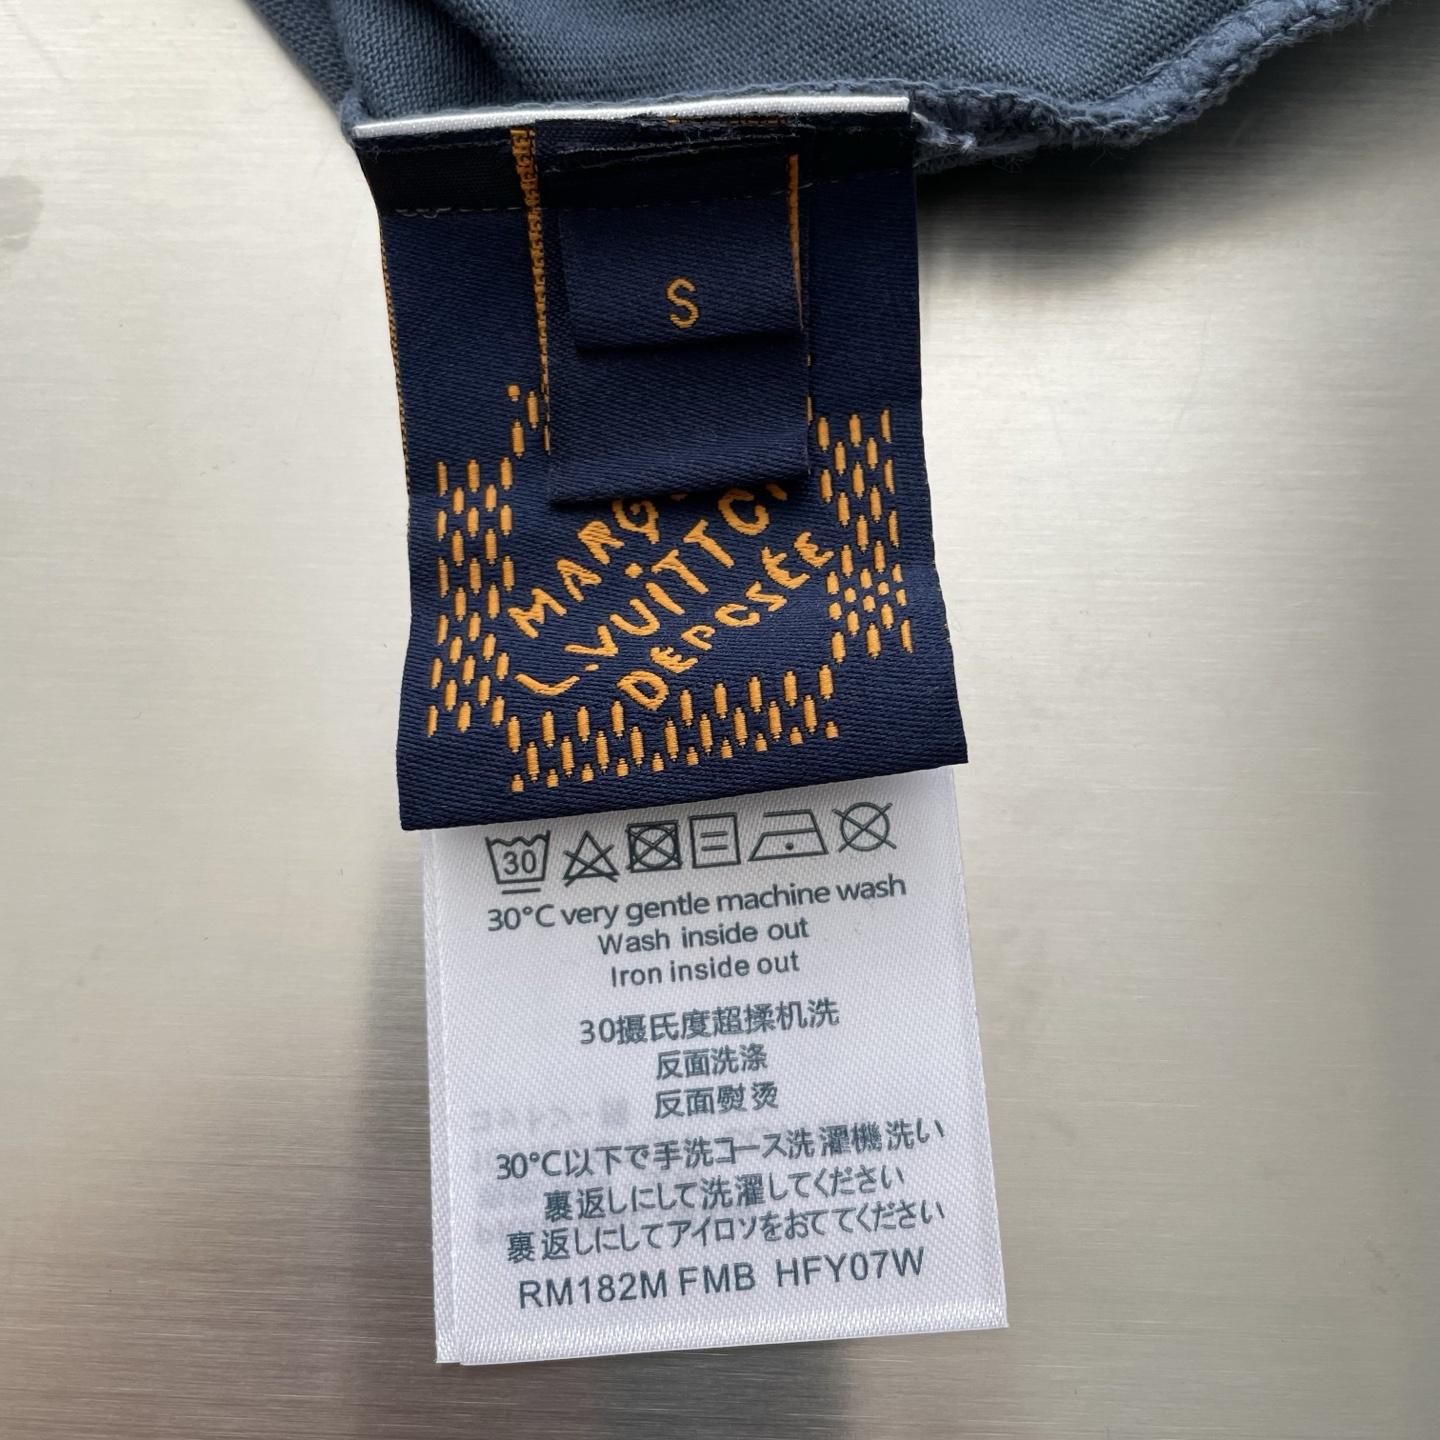 S
MARQ
L.VUITTO
DEPOSEE
30
30°C very gentle machine wash
Wash inside out
Iron inside out
30摄氏度超揉机洗
反面洗涤
反面熨烫
30°C以下で手洗コース洗濯機洗い
裏返しにして洗濯してください
裏返しにしてアイロソをおててください
RM182M FMB HFY07W